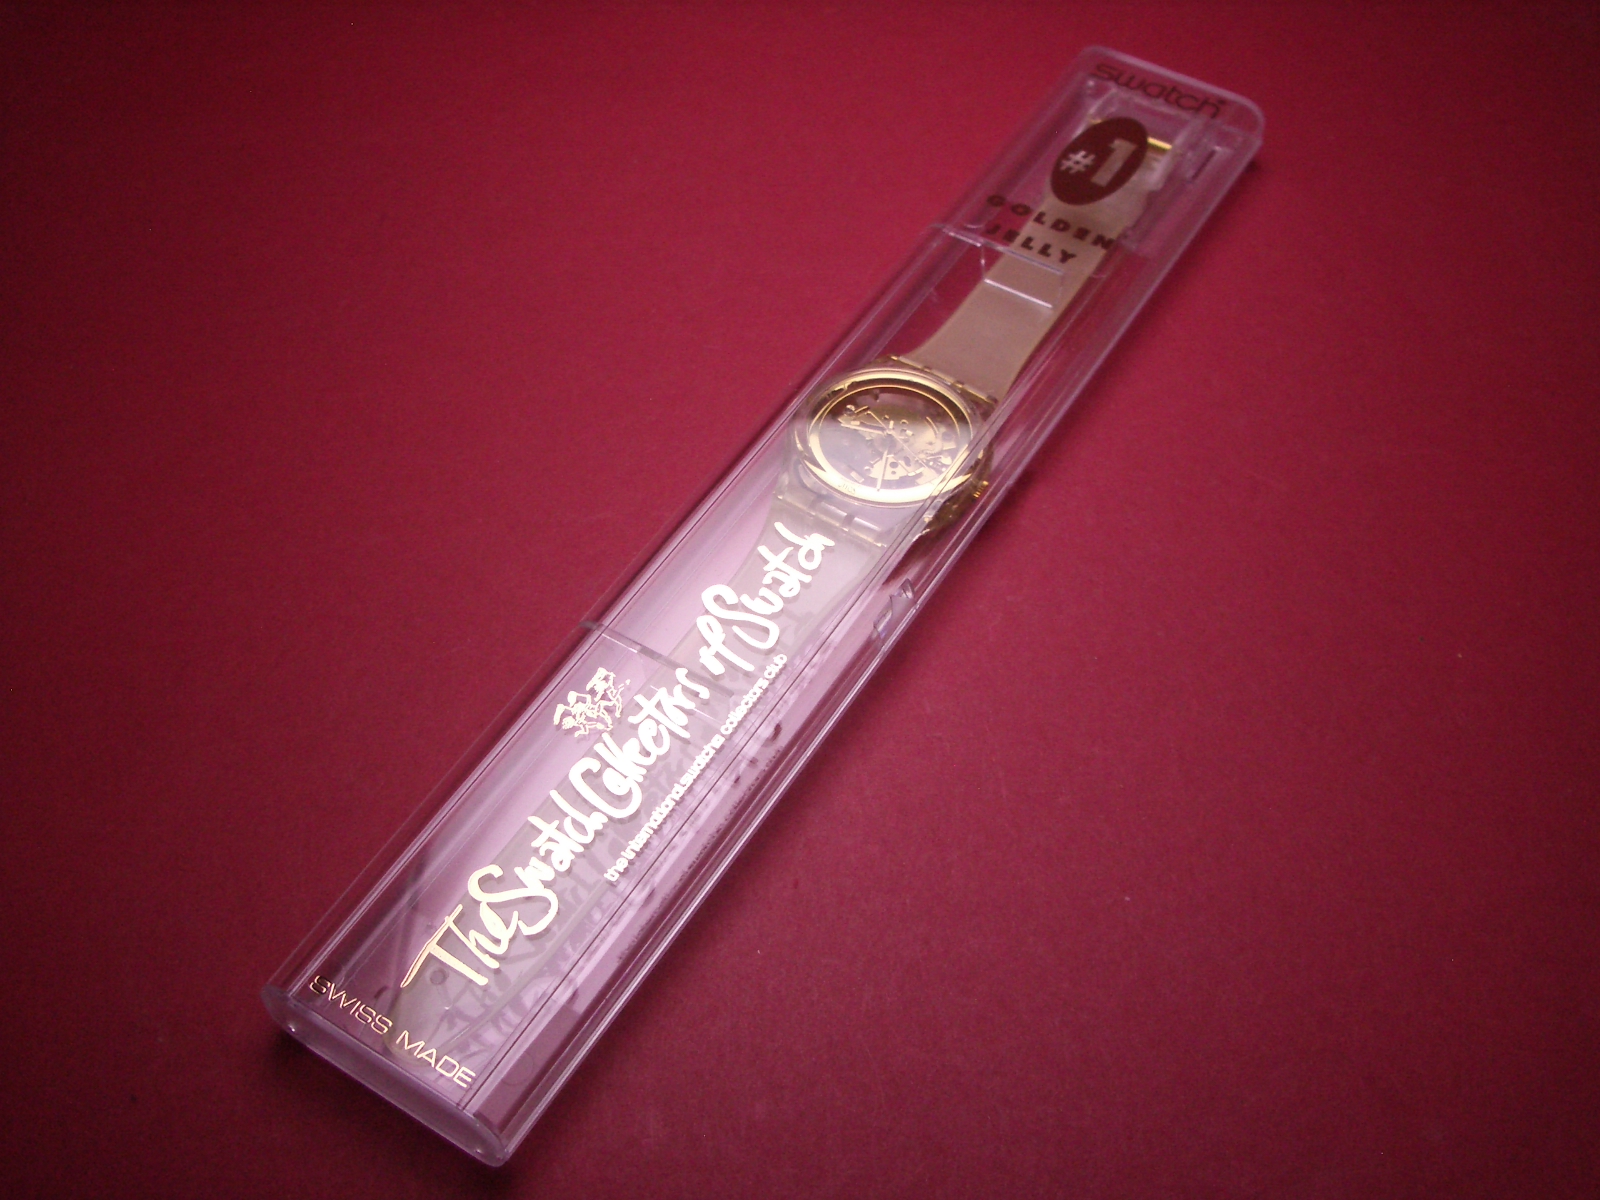 swatch
#1
GOLDEN
JELLY
The Swatch Collectors of Swatch
the international swatch collectors club
SWISS MADE